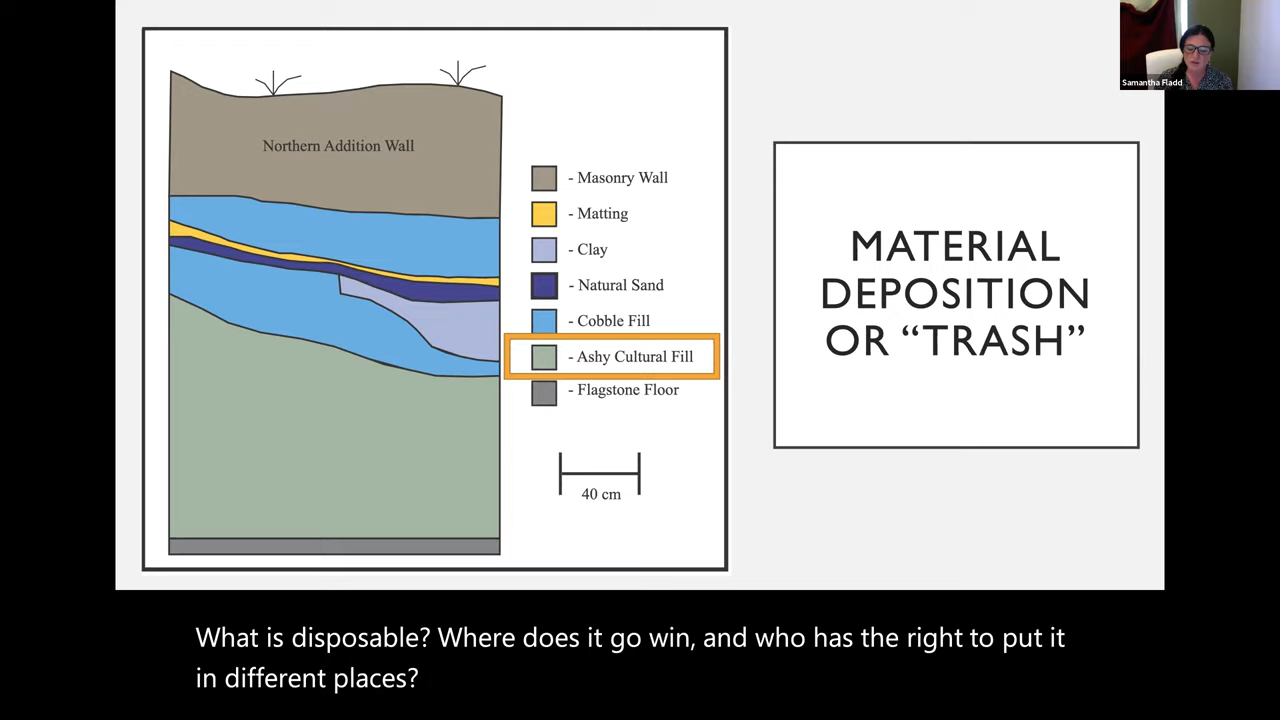 Samantha Fladd
Northern Addition Wall
- Masonry Wall
- Matting
- Clay
- Natural Sand
- Cobble Fill
- Ashy Cultural Fill
- Flagstone Floor
40 cm
MATERIAL
DEPOSITION
OR “TRASH”
What is disposable? Where does it go win, and who has the right to put it
in different places?